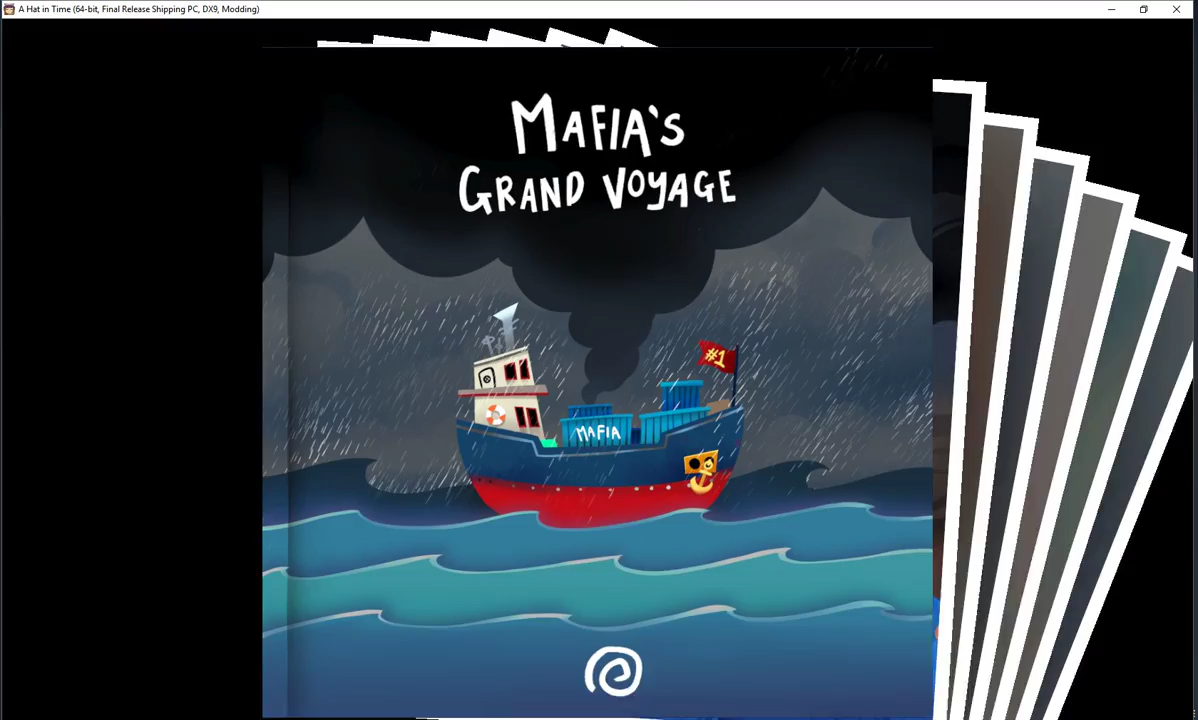 A Hat in Time (64-bit, Final Release Shipping PC, DX9, Modding)
MAFIA'S
GRAND VOYAGE
#1
MAFIA